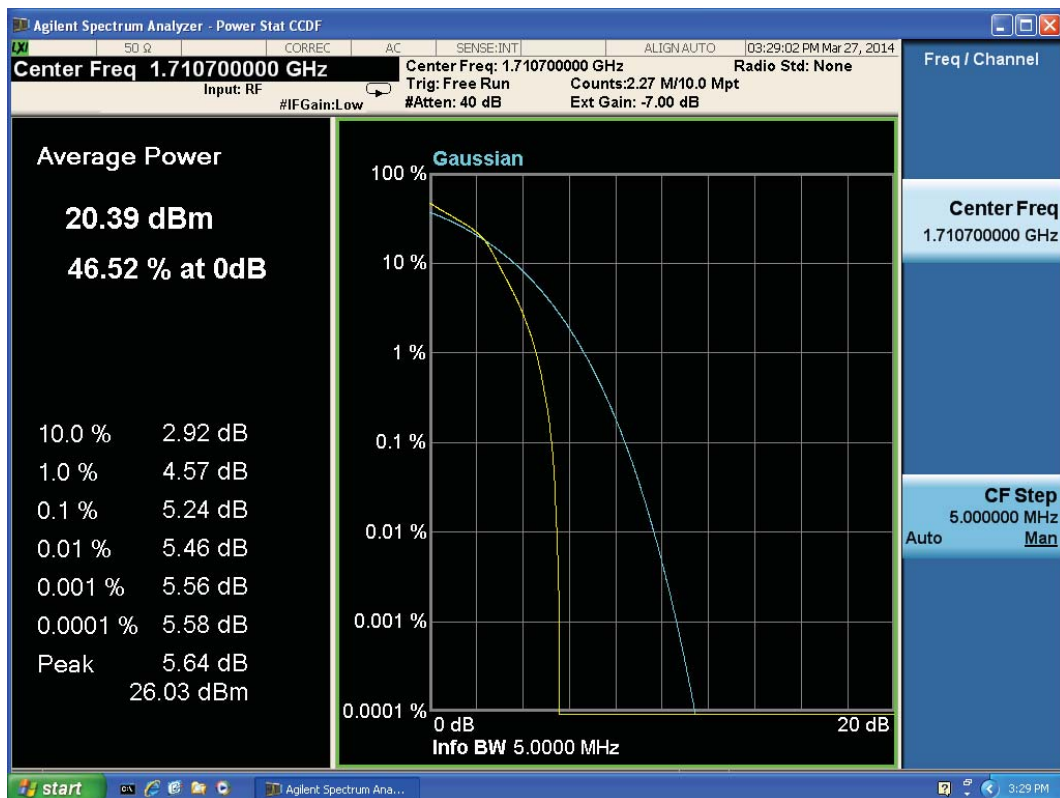 Agilent Spectrum Analyzer - Power Stat CCDF
LXI 50 Ω CORREC AC SENSE:INT ALIGN AUTO 03:29:02 PM Mar 27, 2014
Center Freq 1.710700000 GHz
Input: RF
#IFGain:Low
Center Freq: 1.710700000 GHz Radio Std: None
Trig: Free Run Counts:2.27 M/10.0 Mpt
#Atten: 40 dB Ext Gain: -7.00 dB
Average Power
20.39 dBm
46.52 % at 0dB
10.0 % 2.92 dB
1.0 % 4.57 dB
0.1 % 5.24 dB
0.01 % 5.46 dB
0.001 % 5.56 dB
0.0001 % 5.58 dB
Peak 5.64 dB
26.03 dBm
Gaussian
100 %
10 %
1 %
0.1 %
0.01 %
0.001 %
0.0001 %
0 dB 20 dB
Info BW 5.0000 MHz
Freq / Channel
Center Freq
1.710700000 GHz
CF Step
5.000000 MHz
Auto Man
start Agilent Spectrum Ana... 3:29 PM